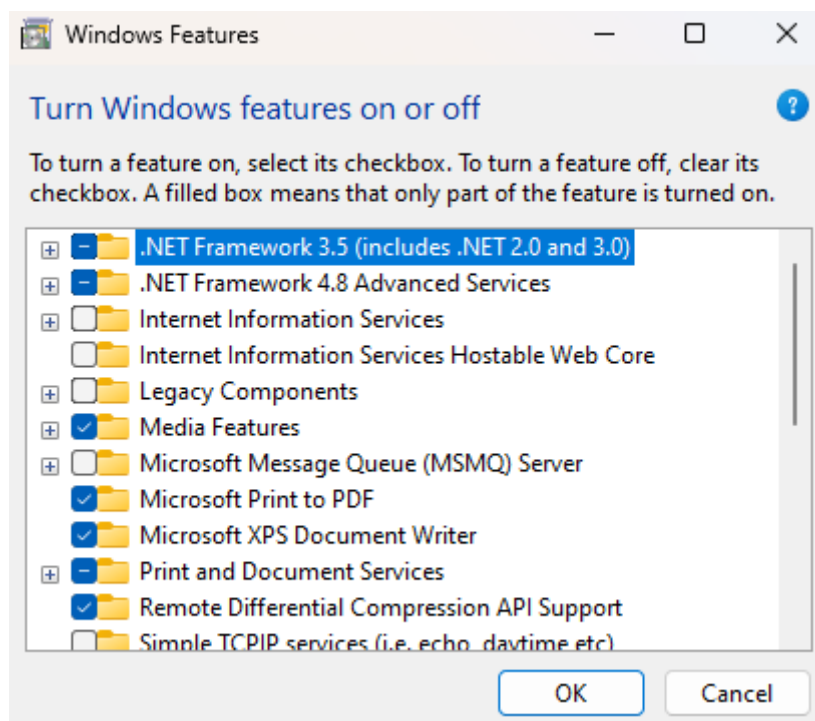 Windows Features
Turn Windows features on or off
?
To turn a feature on, select its checkbox. To turn a feature off, clear its
checkbox. A filled box means that only part of the feature is turned on.
.NET Framework 3.5 (includes .NET 2.0 and 3.0)
.NET Framework 4.8 Advanced Services
Internet Information Services
Internet Information Services Hostable Web Core
Legacy Components
Media Features
Microsoft Message Queue (MSMQ) Server
Microsoft Print to PDF
Microsoft XPS Document Writer
Print and Document Services
Remote Differential Compression API Support
Simple TCPIP services (i.e. echo, daytime etc)
OK
Cancel